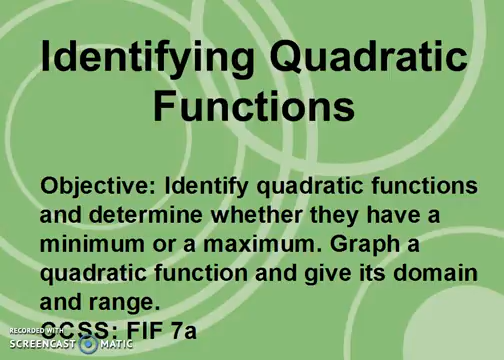 Identifying Quadratic
Functions
Objective: Identify quadratic functions
and determine whether they have a
minimum or a maximum. Graph a
quadratic function and give its domain
and range.
CCSS: FIF 7a
RECORDED WITH
SCREENCAST MATIC